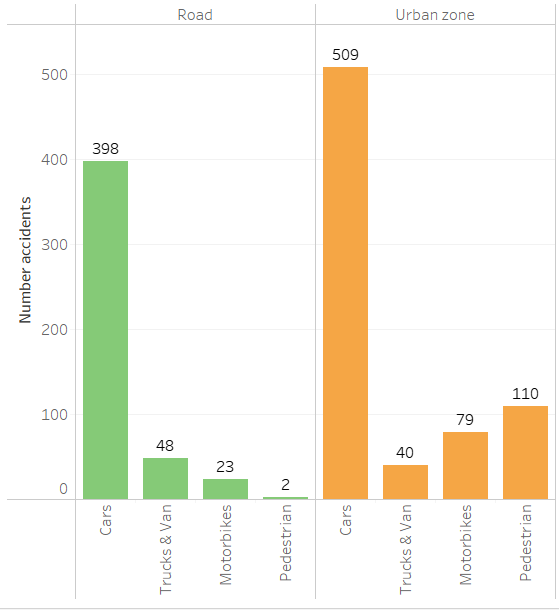 Road
Urban zone
Number accidents
500
400
300
200
100
0
398
48
23
2
509
40
79
110
Cars
Trucks & Van
Motorbikes
Pedestrian
Cars
Trucks & Van
Motorbikes
Pedestrian